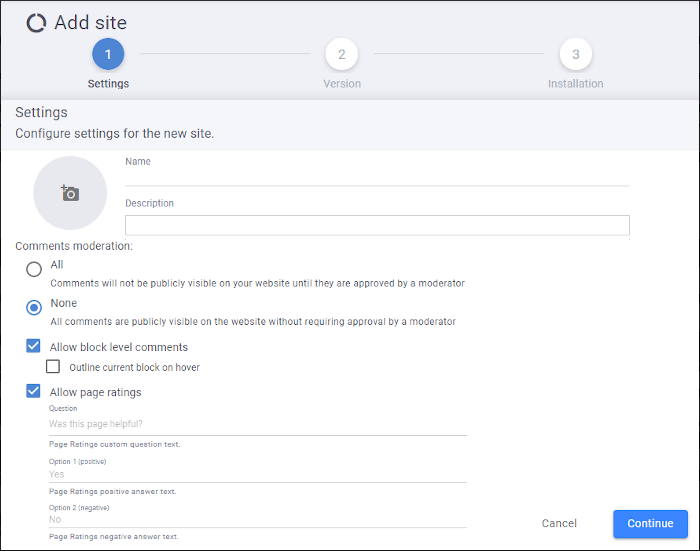 Add site
1
2
3
Settings
Version
Installation
Settings
Configure settings for the new site.
Name
Description
Comments moderation:
All
Comments will not be publicly visible on your website until they are approved by a moderator
None
All comments are publicly visible on the website without requiring approval by a moderator
Allow block level comments
Outline current block on hover
Allow page ratings
Question
Was this page helpful?
Page Ratings custom question text.
Option 1 (positive)
Yes
Page Ratings positive answer text.
Option 2 (negative)
No
Page Ratings negative answer text.
Cancel
Continue